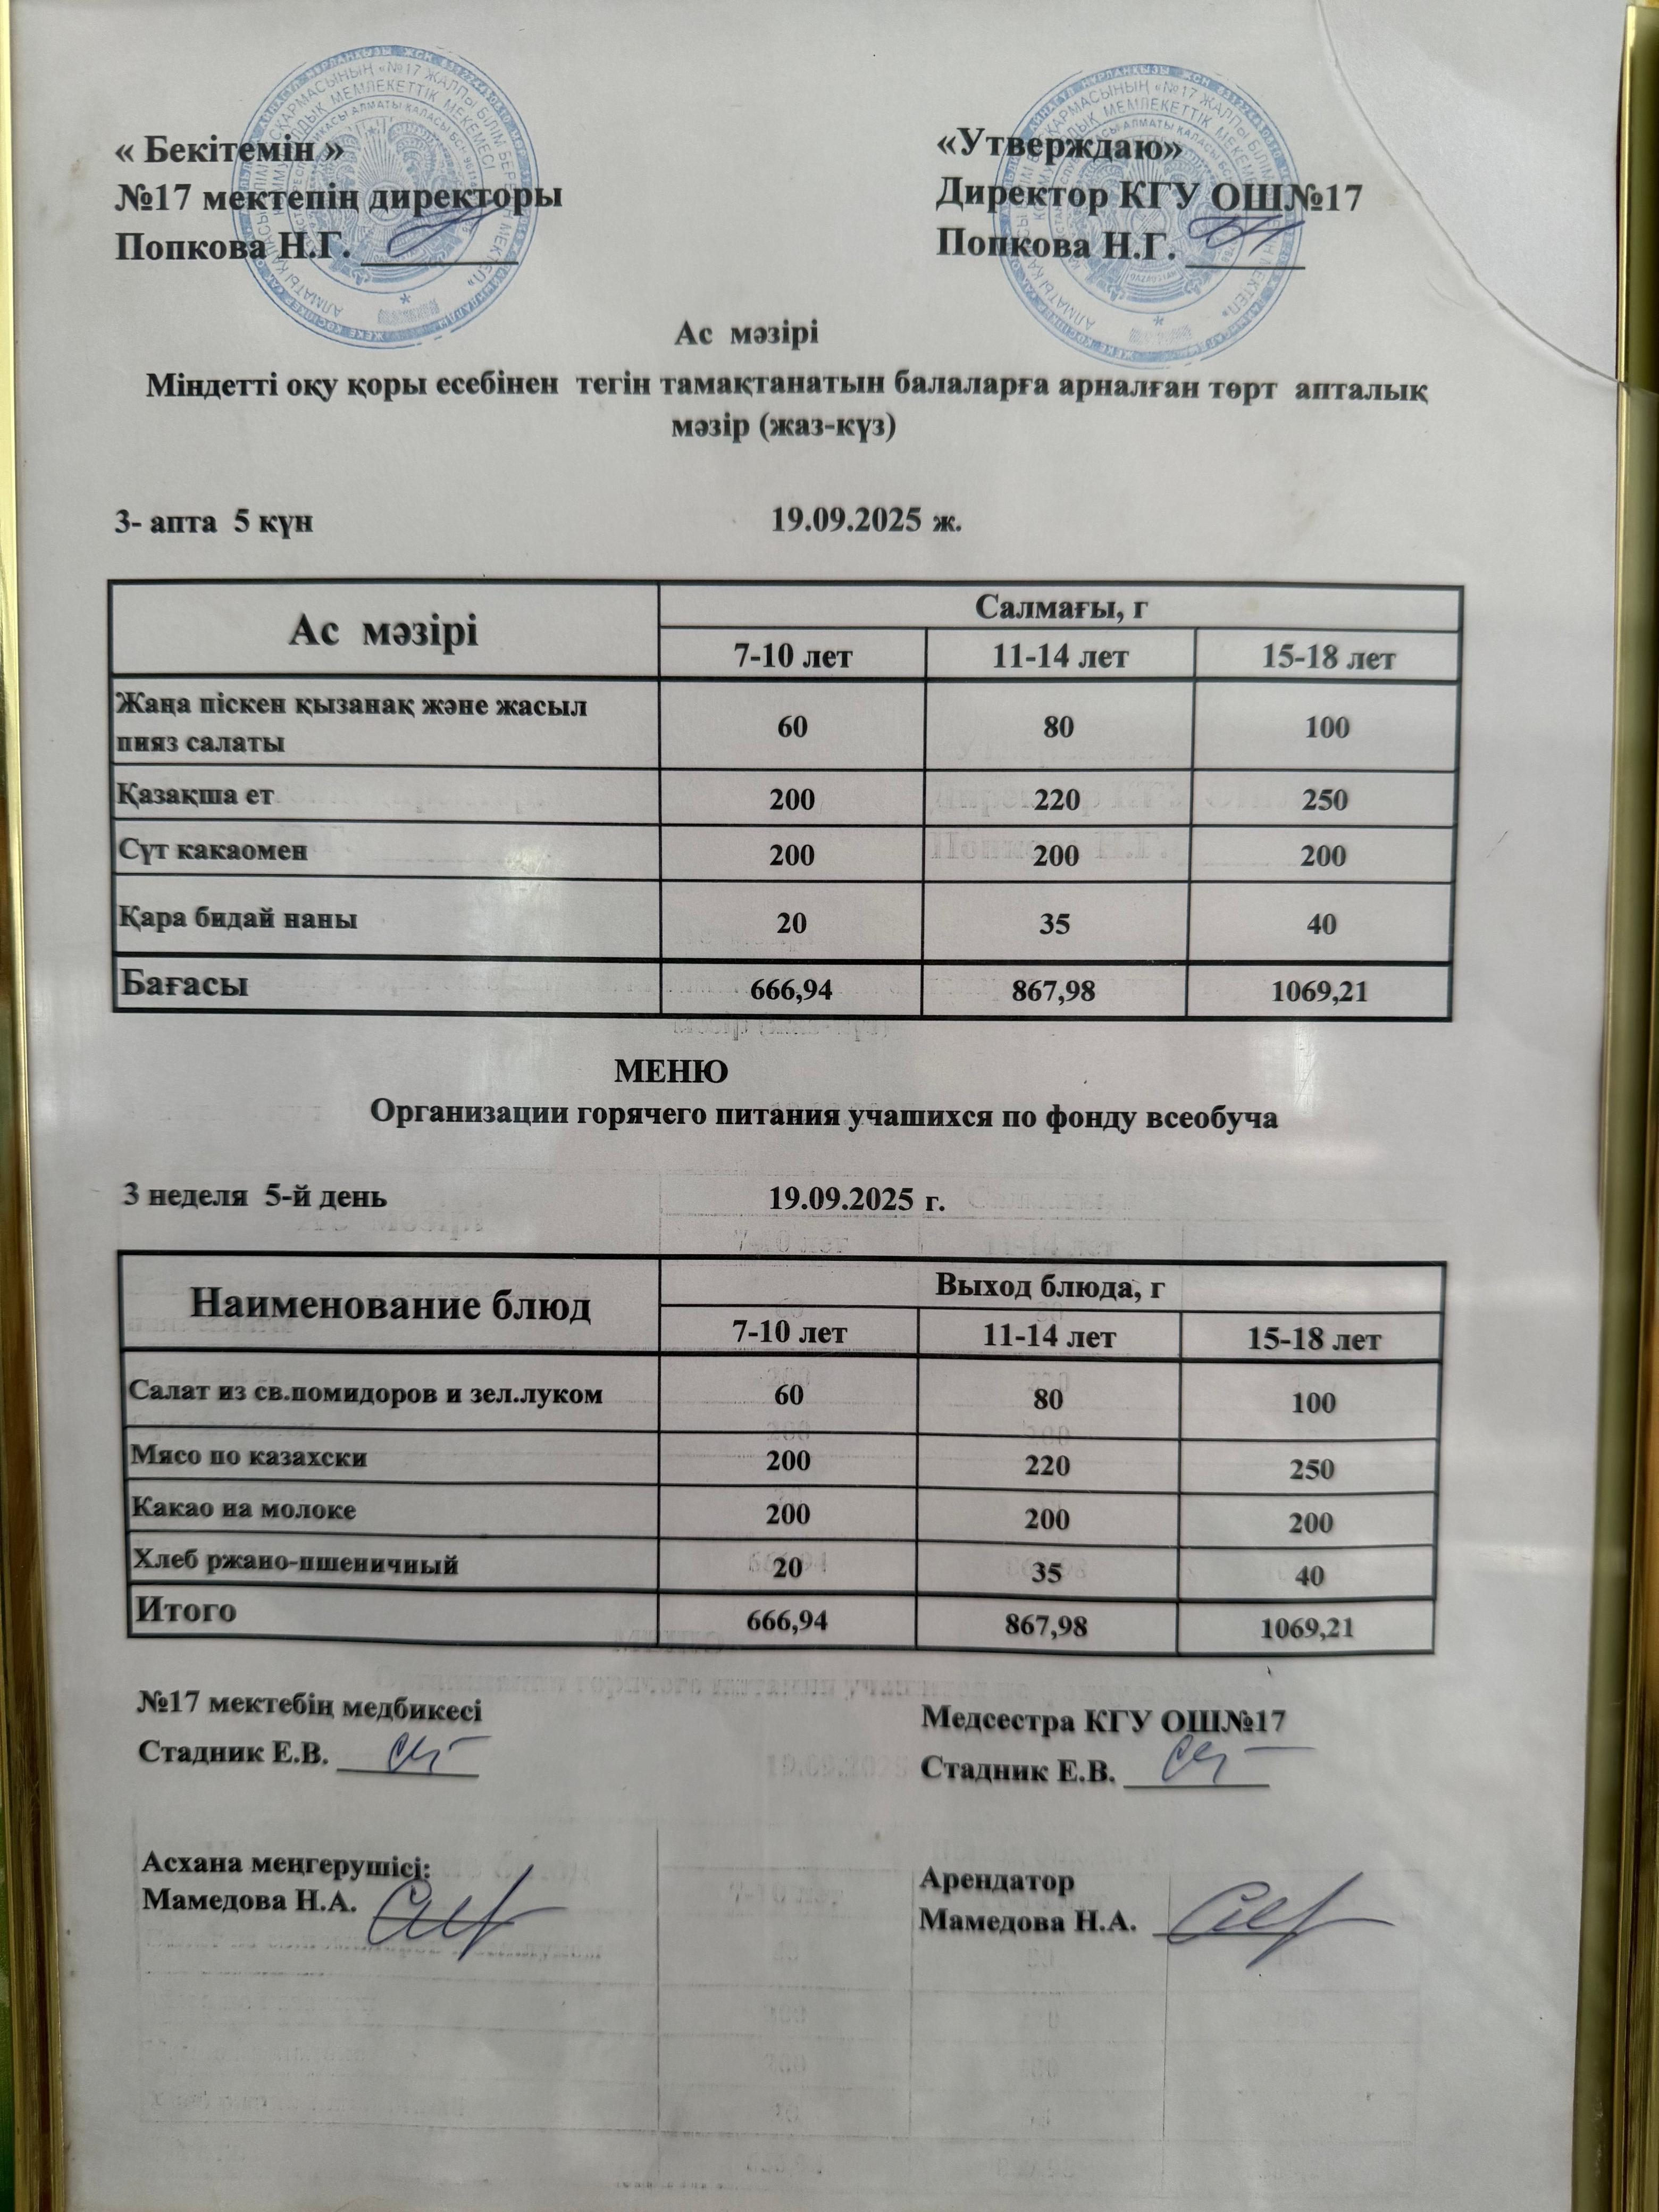 « Бекітемін »
№17 мектепің директоры
Попкова Н.Г.
«Утверждаю»
Директор КГУ ОШ№17
Попкова Н.Г.
Ас мәзірі
Міндетті оқу қоры есебінен тегін тамақтанатын балаларға арналған төрт апталық
мәзір (жаз-күз)
3- апта 5 күн 19.09.2025 ж.
Ас мәзірі Салмағы, г
7-10 лет 11-14 лет 15-18 лет
Жаңа піскен қызанақ және жасыл
пияз салаты 60 80 100
Қазақша ет 200 220 250
Сүт какаомен 200 200 200
Қара бидай наны 20 35 40
Бағасы 666,94 867,98 1069,21
МЕНЮ
Организации горячего питания учашихся по фонду всеобуча
3 неделя 5-й день 19.09.2025 г.
Наименование блюд Выход блюда, г
7-10 лет 11-14 лет 15-18 лет
Салат из св.помидоров и зел.луком 60 80 100
Мясо по казахски 200 220 250
Какао на молоке 200 200 200
Хлеб ржано-пшеничный 20 35 40
Итого 666,94 867,98 1069,21
№17 мектебің медбикесі
Стадник Е.В.
Медсестра КГУ ОШ№17
Стадник Е.В.
Асхана меңгерушісі:
Мамедова Н.А.
Арендатор
Мамедова Н.А.